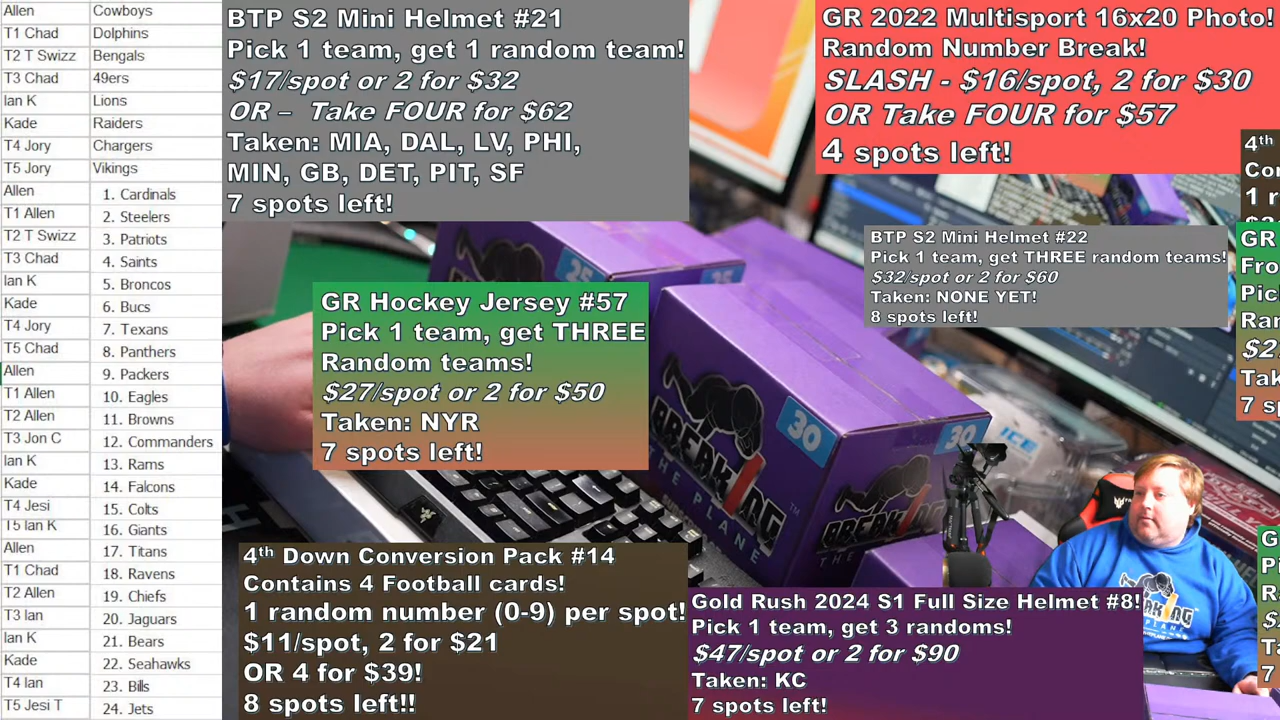 Allen Cowboys
T1 Chad Dolphins
T2 T Swizz Bengals
T3 Chad 49ers
Ian K Lions
Kade Raiders
T4 Jory Chargers
T5 Jory Vikings
Allen 1. Cardinals
T1 Allen 2. Steelers
T2 T Swizz 3. Patriots
T3 Chad 4. Saints
Ian K 5. Broncos
Kade 6. Bucs
T4 Jory 7. Texans
T5 Chad 8. Panthers
Allen 9. Packers
T1 Allen 10. Eagles
T2 Allen 11. Browns
T3 Jon C 12. Commanders
Ian K 13. Rams
Kade 14. Falcons
T4 Jesi 15. Colts
T5 Ian K 16. Giants
Allen 17. Titans
T1 Chad 18. Ravens
T2 Allen 19. Chiefs
T3 Ian 20. Jaguars
Ian K 21. Bears
Kade 22. Seahawks
T4 Ian 23. Bills
T5 Jesi T 24. Jets
BTP S2 Mini Helmet #21
Pick 1 team, get 1 random team!
$17/spot or 2 for $32
OR – Take FOUR for $62
Taken: MIA, DAL, LV, PHI,
MIN, GB, DET, PIT, SF
7 spots left!
GR 2022 Multisport 16x20 Photo!
Random Number Break!
SLASH - $16/spot, 2 for $30
OR Take FOUR for $57
4 spots left!
BTP S2 Mini Helmet #22
Pick 1 team, get THREE random teams!
$32/spot or 2 for $60
Taken: NONE YET!
8 spots left!
GR Hockey Jersey #57
Pick 1 team, get THREE
Random teams!
$27/spot or 2 for $50
Taken: NYR
7 spots left!
25
30
30
BREAKING
THE PLANE
ICE
4th Down Conversion Pack #14
Contains 4 Football cards!
1 random number (0-9) per spot!
$11/spot, 2 for $21
OR 4 for $39!
8 spots left!!
Gold Rush 2024 S1 Full Size Helmet #8!
Pick 1 team, get 3 randoms!
$47/spot or 2 for $90
Taken: KC
7 spots left!
4th
1 r
GR
Fro